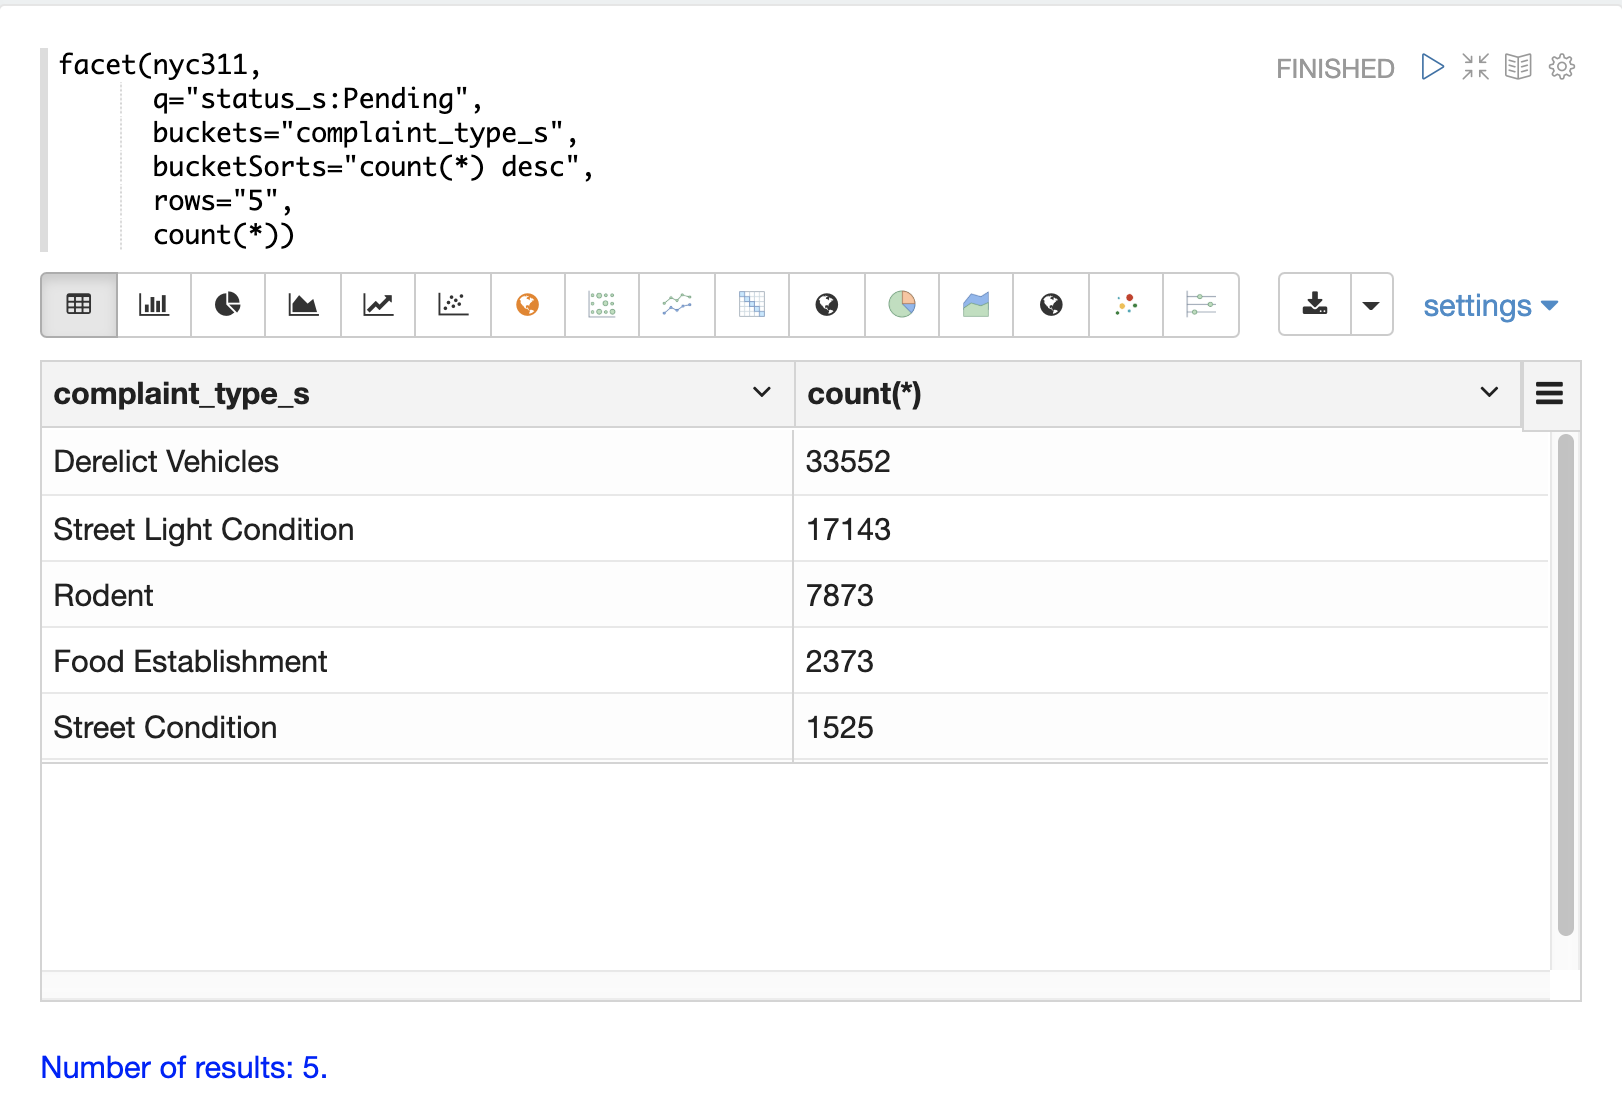 facet(nyc311,
q="status_s:Pending",
buckets="complaint_type_s",
bucketSorts="count(*) desc",
rows="5",
count(*))
FINISHED
settings
complaint_type_s count(*)
Derelict Vehicles 33552
Street Light Condition 17143
Rodent 7873
Food Establishment 2373
Street Condition 1525
Number of results: 5.